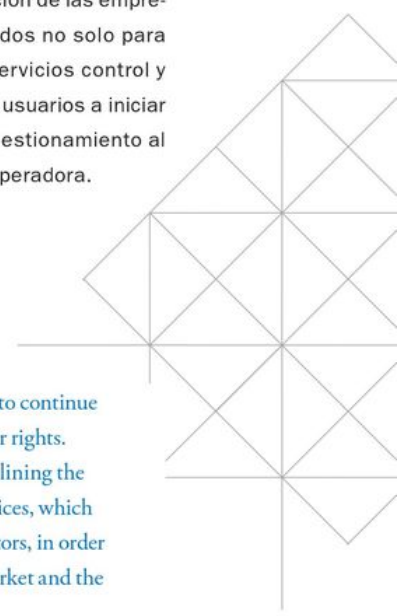 ción de las empre-
dos no solo para
ervicios control y
usuarios a iniciar
estionamiento al
peradora.
to continue
r rights.
lining the
ices, which
tors, in order
rket and the